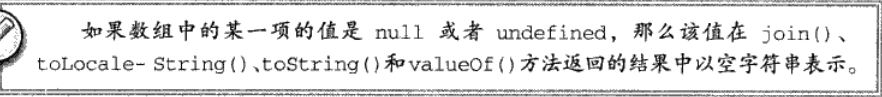 如果数组中的某一项的值是 null 或者 undefined，那么该值在 join()、
toLocale- String()、toString()和valueOf()方法返回的结果中以空字符串表示。